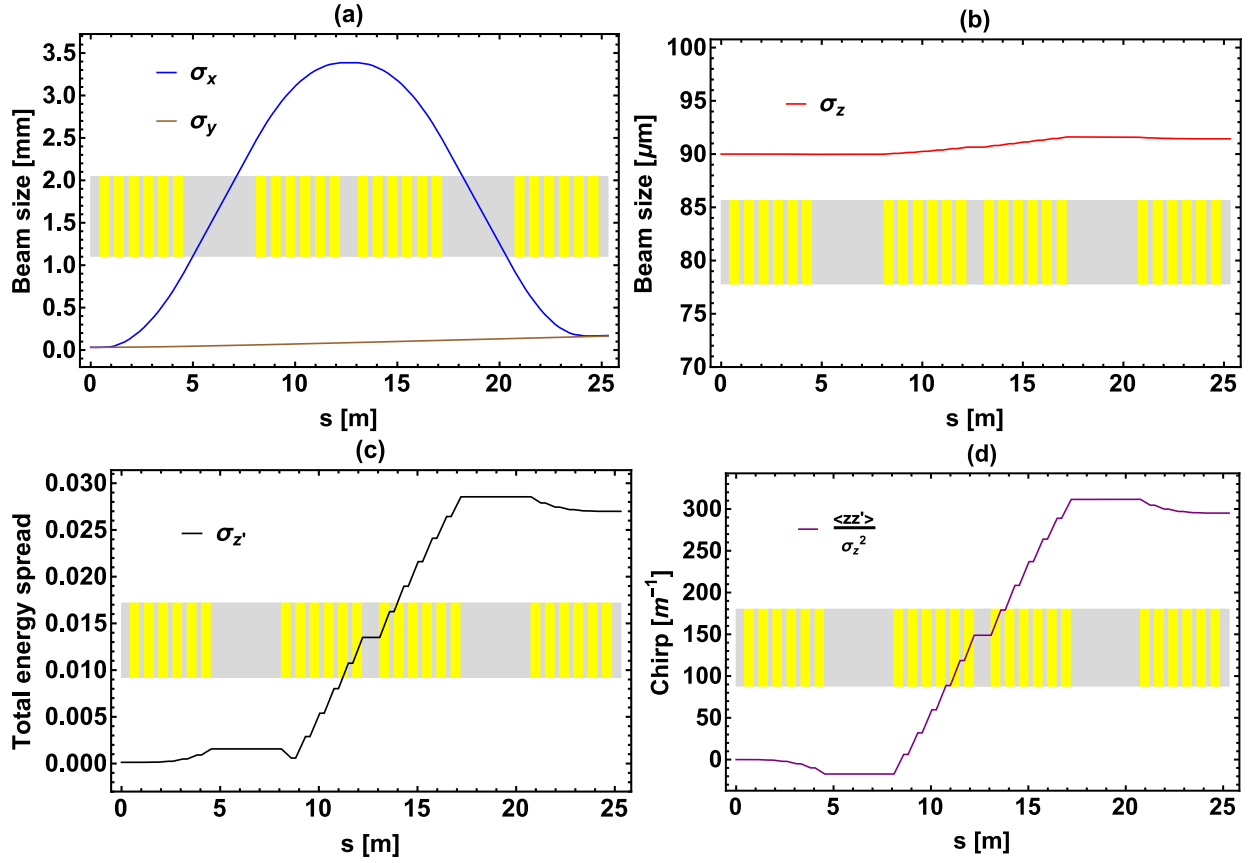 (a)
Beam size [mm]
3.5
3.0
2.5
2.0
1.5
1.0
0.5
0.0
σx
σy
0 5 10 15 20 25
s [m]
(b)
Beam size [μm]
100
95
90
85
80
75
70
σz
0 5 10 15 20 25
s [m]
(c)
Total energy spread
0.030
0.025
0.020
0.015
0.010
0.005
0.000
σz'
0 5 10 15 20 25
s [m]
(d)
Chirp [m⁻¹]
300
250
200
150
100
50
0
<zz'>
σz²
0 5 10 15 20 25
s [m]